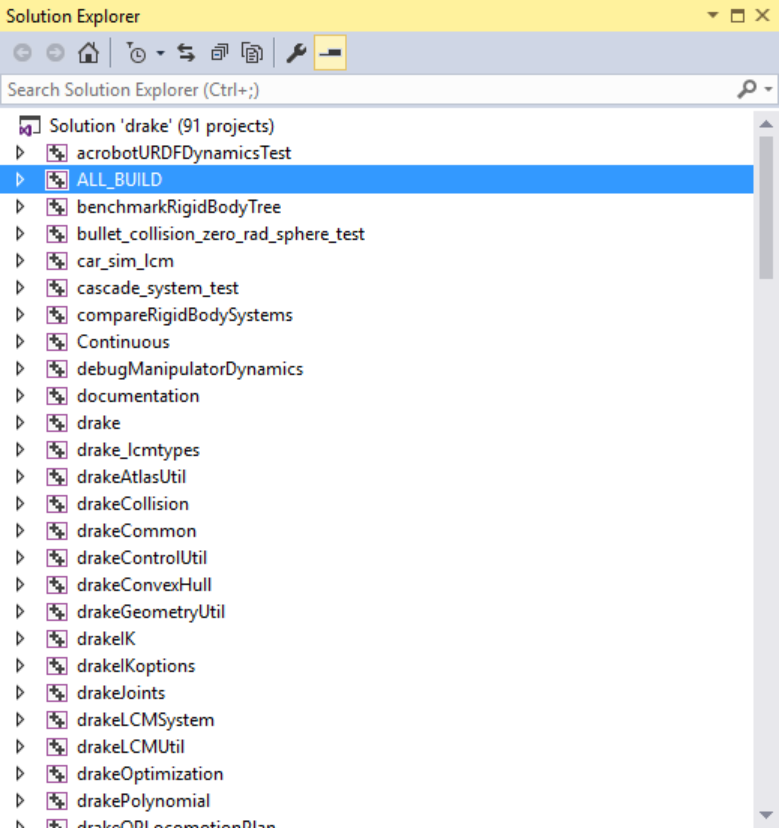 Solution Explorer
Search Solution Explorer (Ctrl+;)
Solution 'drake' (91 projects)
acrobotURDFDynamicsTest
ALL_BUILD
benchmarkRigidBodyTree
bullet_collision_zero_rad_sphere_test
car_sim_lcm
cascade_system_test
compareRigidBodySystems
Continuous
debugManipulatorDynamics
documentation
drake
drake_lcmtypes
drakeAtlasUtil
drakeCollision
drakeCommon
drakeControlUtil
drakeConvexHull
drakeGeometryUtil
drakeIK
drakeIKoptions
drakeJoints
drakeLCMSystem
drakeLCMUtil
drakeOptimization
drakePolynomial
drakeQPLocomotionPlan